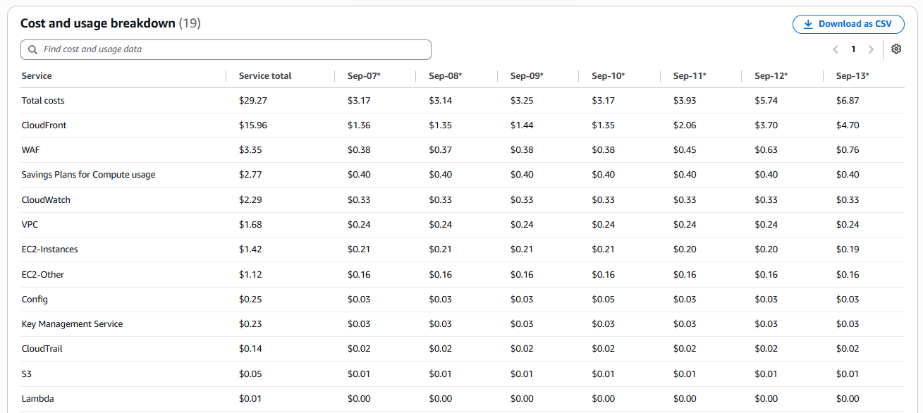 Cost and usage breakdown (19)
Download as CSV
Find cost and usage data
1
Service Service total Sep-07* Sep-08* Sep-09* Sep-10* Sep-11* Sep-12* Sep-13*
Total costs $29.27 $3.17 $3.14 $3.25 $3.17 $3.93 $5.74 $6.87
CloudFront $15.96 $1.36 $1.35 $1.44 $1.35 $2.06 $3.70 $4.70
WAF $3.35 $0.38 $0.37 $0.38 $0.38 $0.45 $0.63 $0.76
Savings Plans for Compute usage $2.77 $0.40 $0.40 $0.40 $0.40 $0.40 $0.40 $0.40
CloudWatch $2.29 $0.33 $0.33 $0.33 $0.33 $0.33 $0.33 $0.33
VPC $1.68 $0.24 $0.24 $0.24 $0.24 $0.24 $0.24 $0.24
EC2-Instances $1.42 $0.21 $0.21 $0.21 $0.21 $0.20 $0.20 $0.19
EC2-Other $1.12 $0.16 $0.16 $0.16 $0.16 $0.16 $0.16 $0.16
Config $0.25 $0.03 $0.03 $0.03 $0.05 $0.03 $0.03 $0.03
Key Management Service $0.23 $0.03 $0.03 $0.03 $0.03 $0.03 $0.03 $0.03
CloudTrail $0.14 $0.02 $0.02 $0.02 $0.02 $0.02 $0.02 $0.02
S3 $0.05 $0.01 $0.01 $0.01 $0.01 $0.01 $0.01 $0.01
Lambda $0.01 $0.00 $0.00 $0.00 $0.00 $0.00 $0.00 $0.00